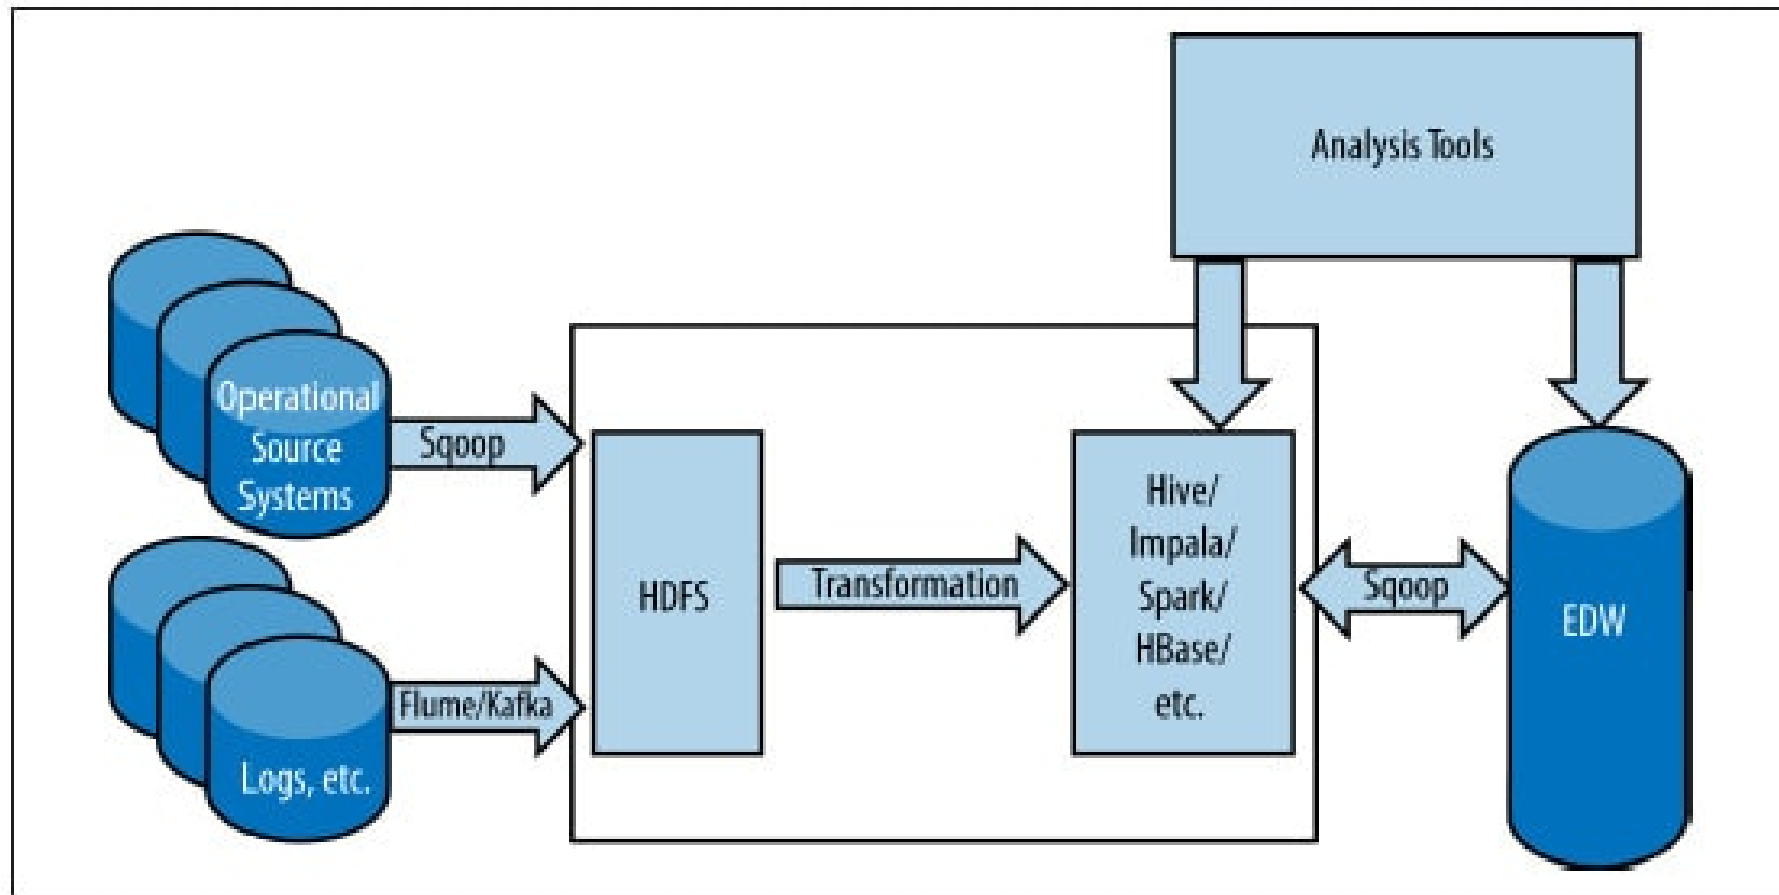 Analysis Tools
Operational
Source
Systems
Sqoop
Logs, etc.
Flume/Kafka
HDFS
Transformation
Hive/
Impala/
Spark/
HBase/
etc.
Sqoop
EDW